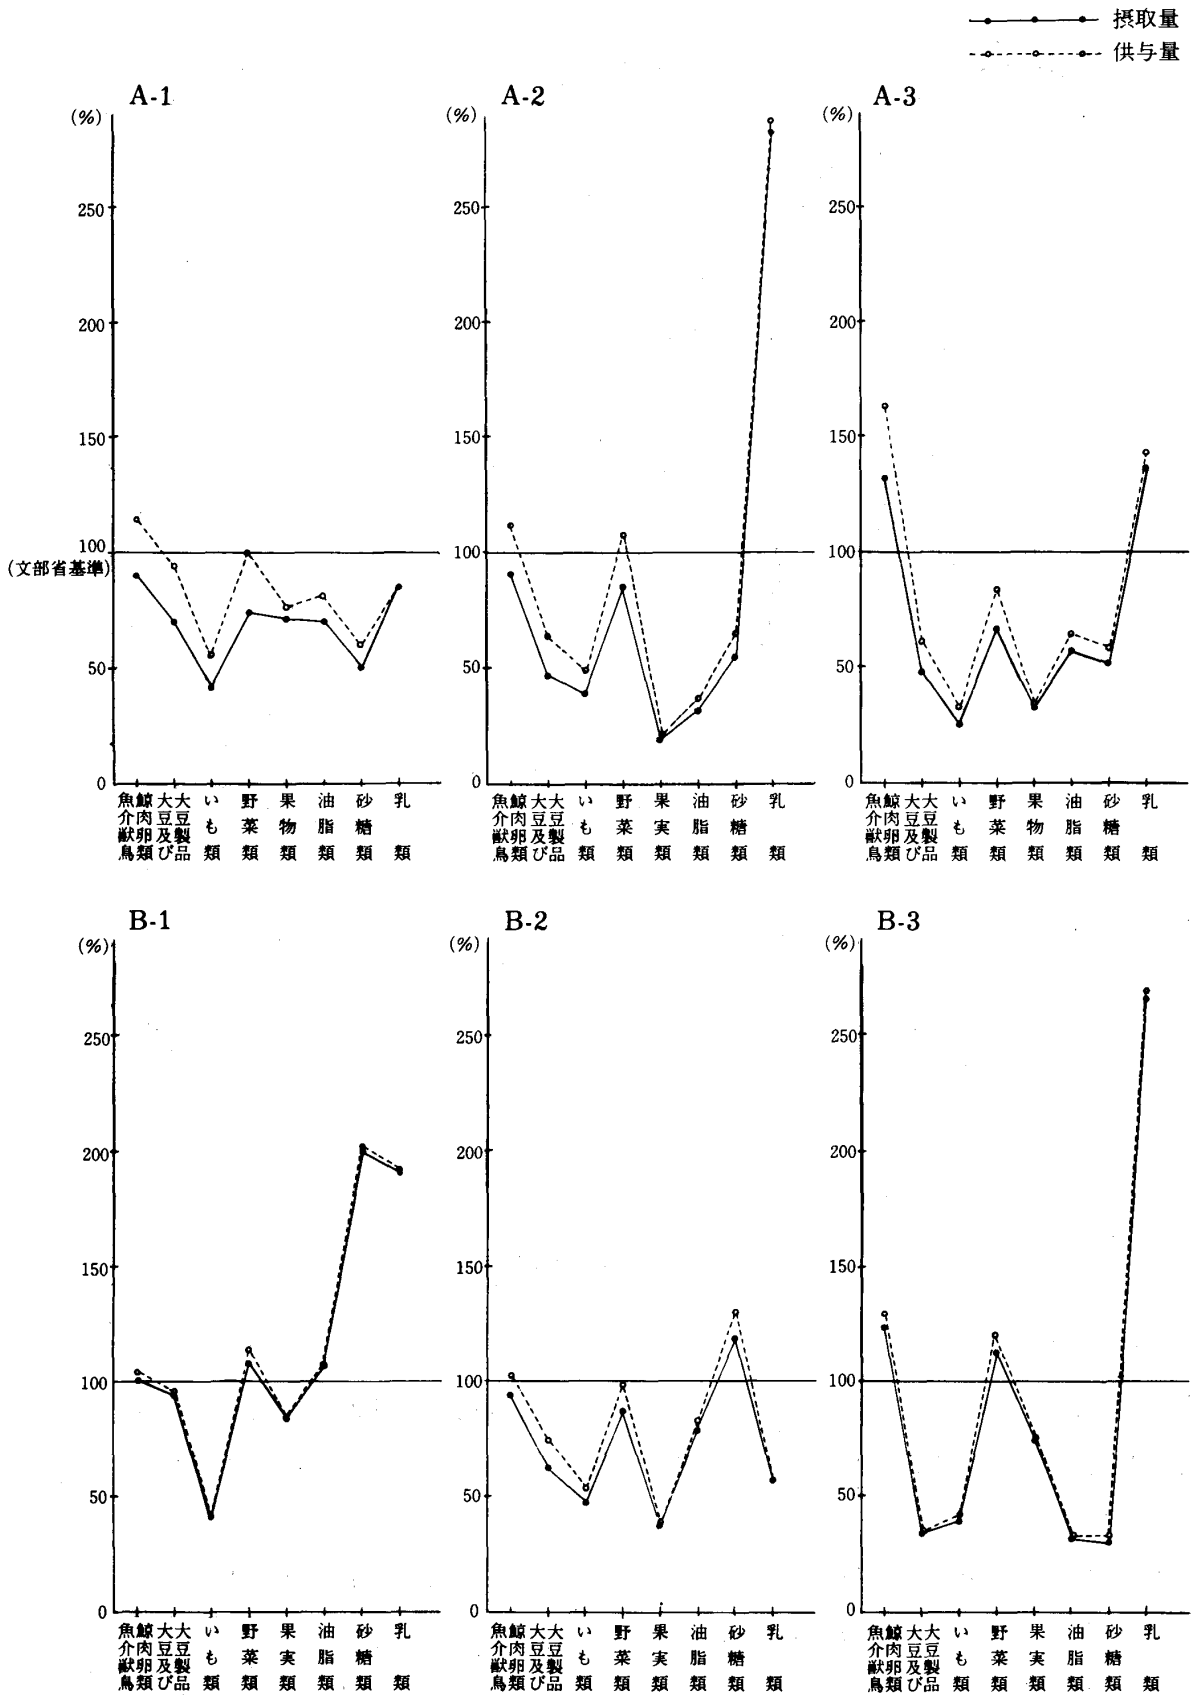 摂取量
供与量
A-1
(%)
250
200
150
100
(文部省基準)
50
0
魚介獣鳥
鯨肉卵類
大豆及び
大豆製品
いも類
野菜類
果物類
油脂類
砂糖類
乳類
A-2
(%)
250
200
150
100
50
0
魚介獣鳥
鯨肉卵類
大豆及び
大豆製品
いも類
野菜類
果実類
油脂類
砂糖類
乳類
A-3
(%)
250
200
150
100
50
0
魚介獣鳥
鯨肉卵類
大豆及び
大豆製品
いも類
野菜類
果物類
油脂類
砂糖類
乳類
B-1
(%)
250
200
150
100
50
0
魚介獣鳥
鯨肉卵類
大豆及び
大豆製品
いも類
野菜類
果実類
油脂類
砂糖類
乳類
B-2
(%)
250
200
150
100
50
0
魚介獣鳥
鯨肉卵類
大豆及び
大豆製品
いも類
野菜類
果実類
油脂類
砂糖類
乳類
B-3
(%)
250
200
150
100
50
0
魚介獣鳥
鯨肉卵類
大豆及び
大豆製品
いも類
野菜類
果実類
油脂類
砂糖類
乳類